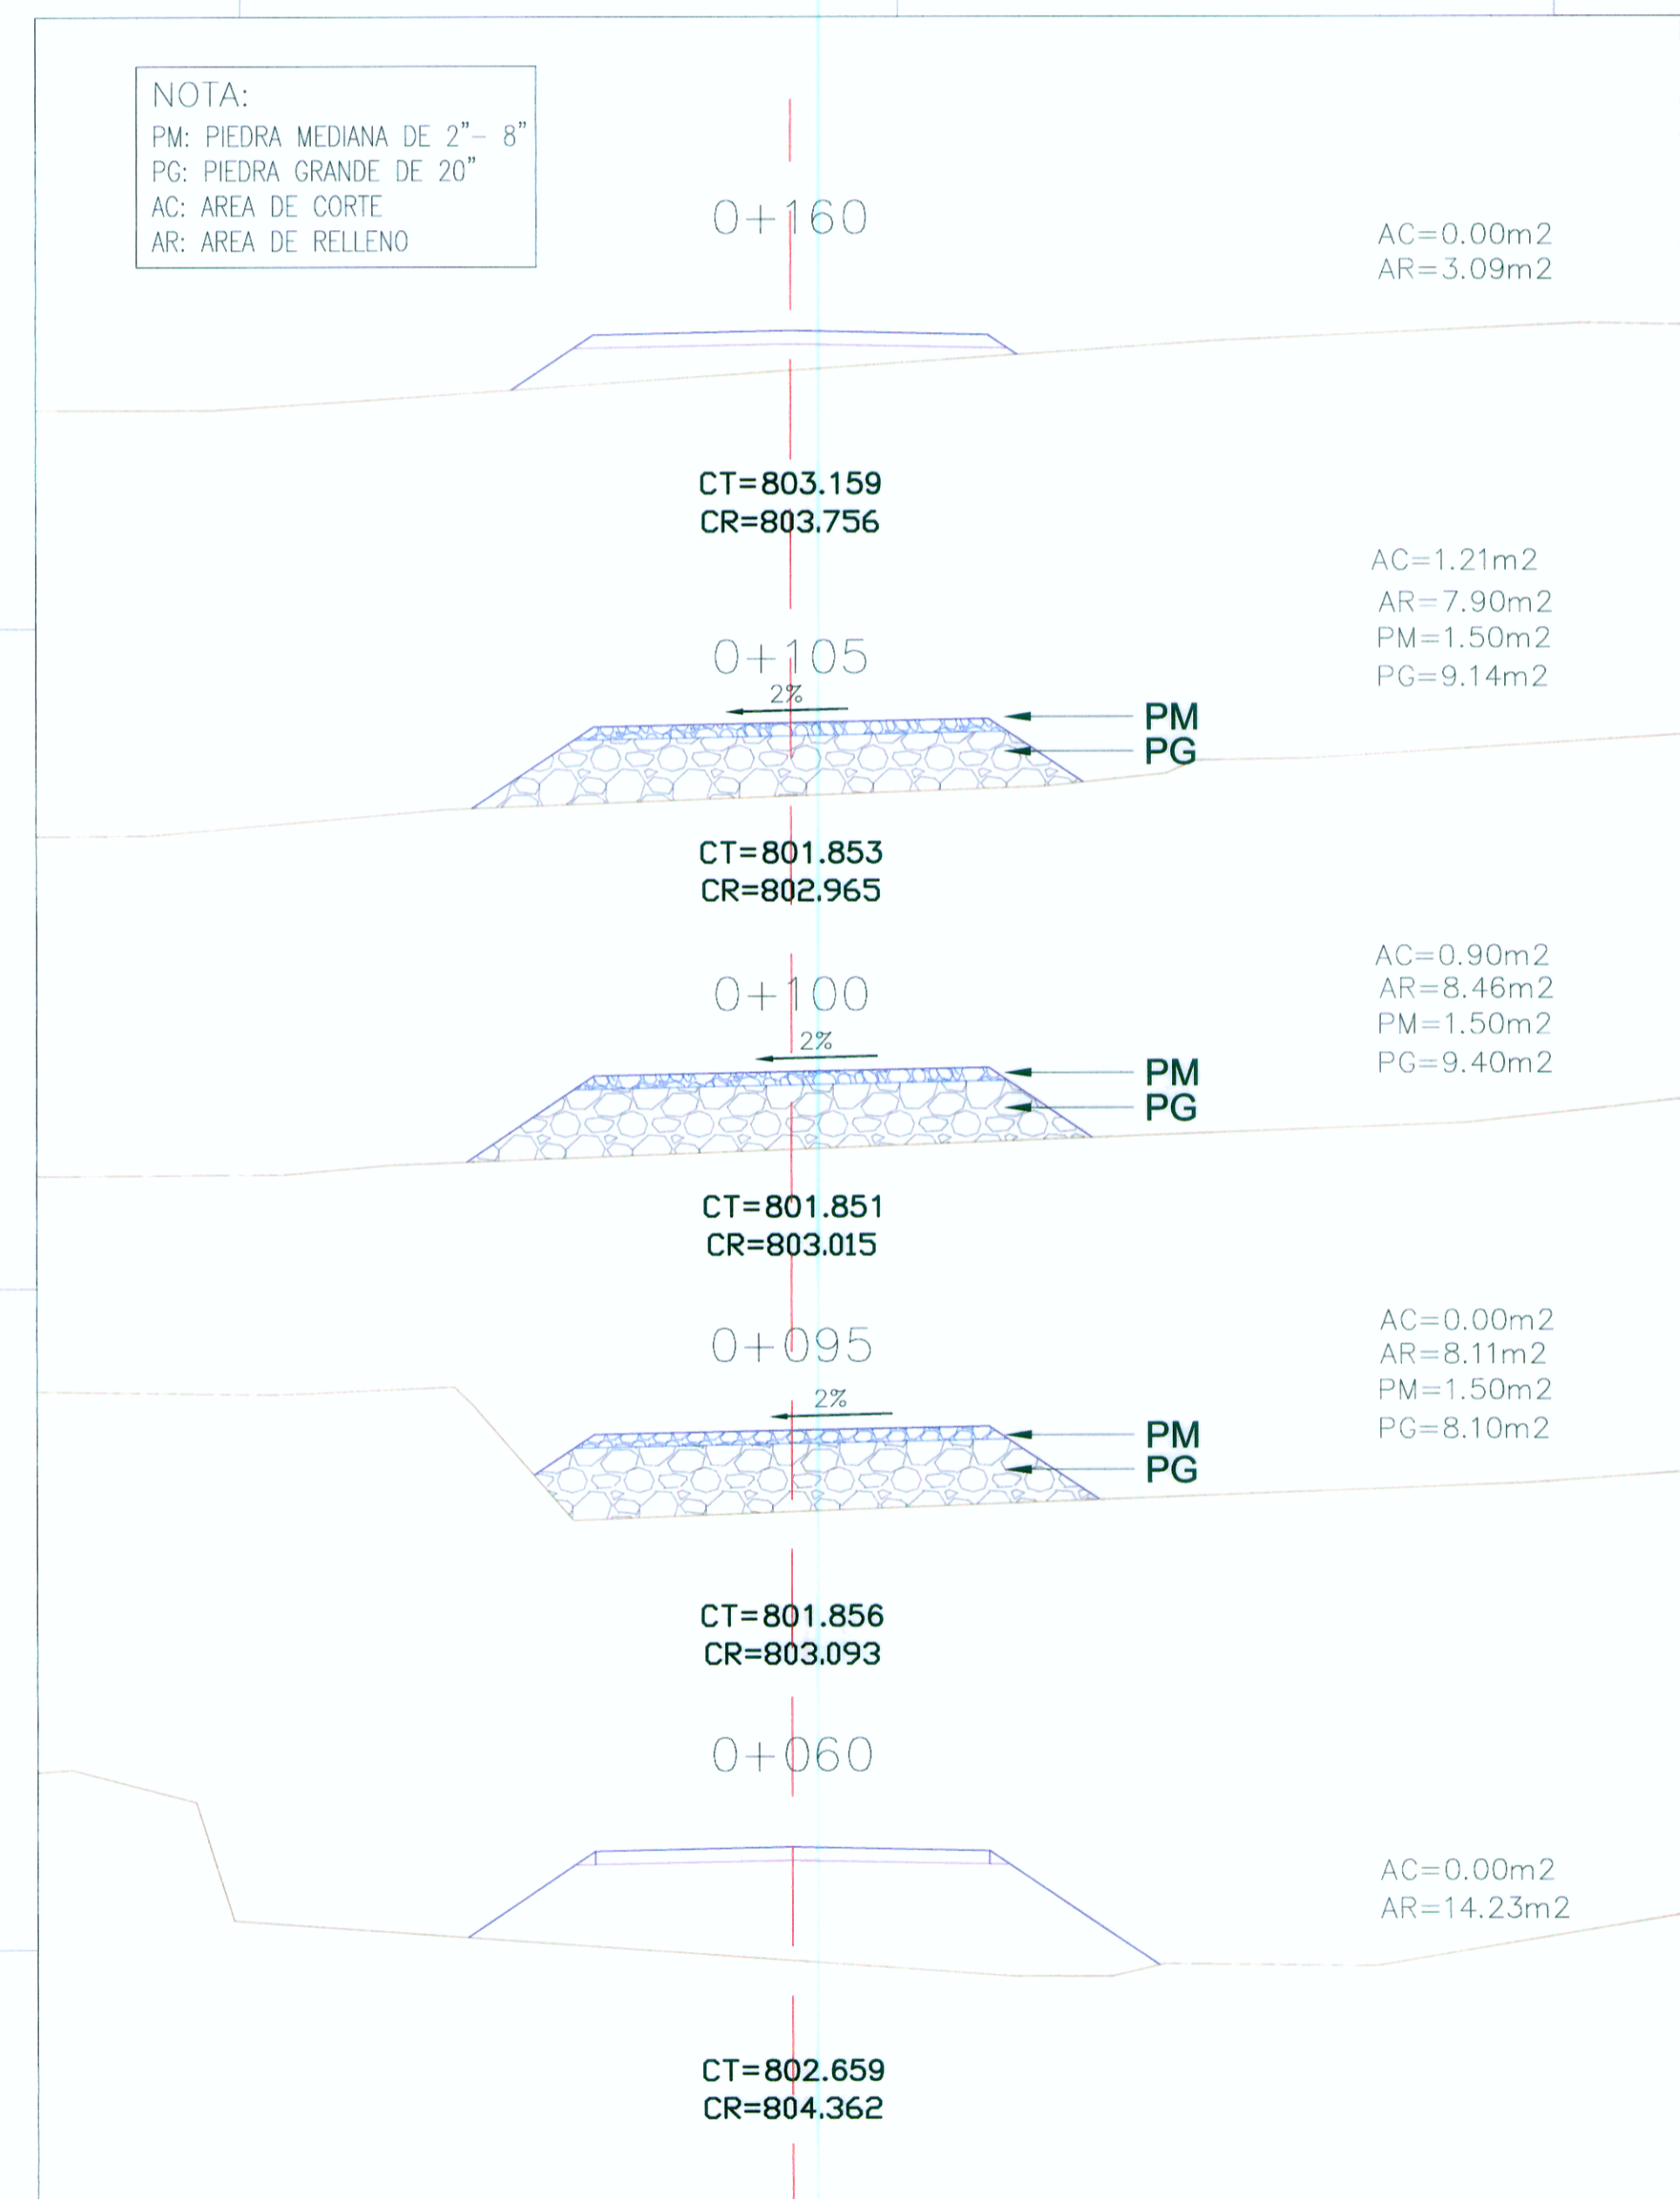 NOTA:
PM: PIEDRA MEDIANA DE 2"- 8"
PG: PIEDRA GRANDE DE 20"
AC: AREA DE CORTE
AR: AREA DE RELLENO
0+160
AC=0.00m2
AR=3.09m2
CT=803.159
CR=803.756
AC=1.21m2
AR=7.90m2
PM=1.50m2
PG=9.14m2
0+105
2%
PM
PG
CT=801.853
CR=802.965
AC=0.90m2
AR=8.46m2
PM=1.50m2
PG=9.40m2
0+100
2%
PM
PG
CT=801.851
CR=803.015
AC=0.00m2
AR=8.11m2
PM=1.50m2
PG=8.10m2
0+095
2%
PM
PG
CT=801.856
CR=803.093
0+060
AC=0.00m2
AR=14.23m2
CT=802.659
CR=804.362